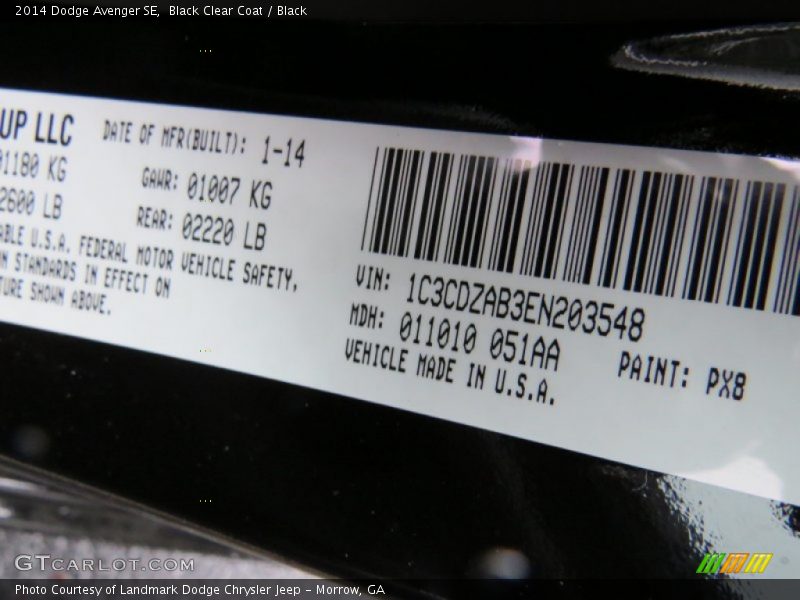 2014 Dodge Avenger SE,  Black Clear Coat / Black
UP LLC
DATE OF MFR(BUILT): 1-14
01180 KG
GAWR: 01007 KG
2600 LB
REAR: 02220 LB
BLE U.S.A. FEDERAL MOTOR VEHICLE SAFETY,
N STANDARDS IN EFFECT ON
TURE SHOWN ABOVE.
VIN: 1C3CDZAB3EN203548
MDH: 011010 051AA
PAINT: PX8
VEHICLE MADE IN U.S.A.
GTCARLOT.COM
Photo Courtesy of Landmark Dodge Chrysler Jeep - Morrow, GA